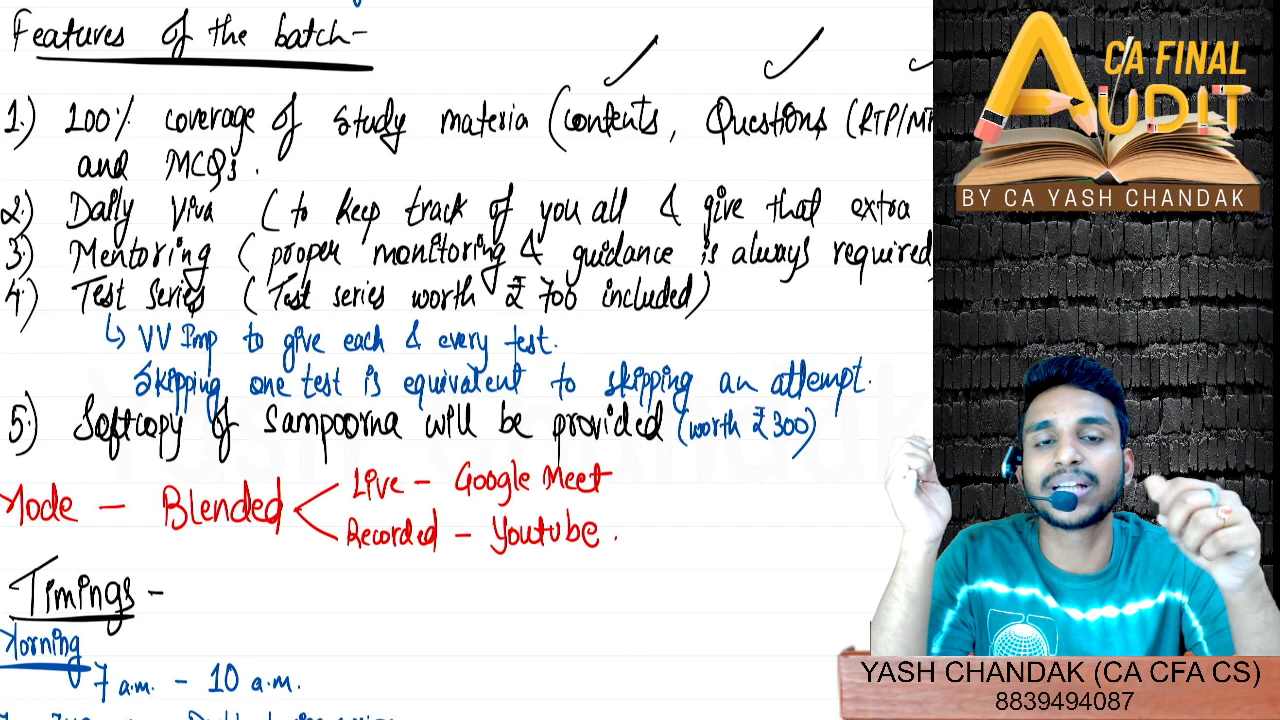 Features of the batch-
1.) 100% coverage of study materia (contents, Questions (RTP/MT
and MCQs.
2.) Daily Viva (to keep track of you all & give that extra
3.) Mentoring (proper monitoring & guidance is always required
4.) Test Series (Test series worth ₹ 700 included)
↳ VV Imp to give each & every test.
Skipping one test is equivalent to skipping an attempt.
5.) Softcopy of Sampoorna will be provided (worth ₹ 300)
Mode - Blended
Live - Google Meet
Recorded - Youtube.
Timings -
Morning
7 a.m. - 10 a.m.
CA FINAL
AUDIT
BY CA YASH CHANDAK
YASH CHANDAK (CA CFA CS)
8839494087